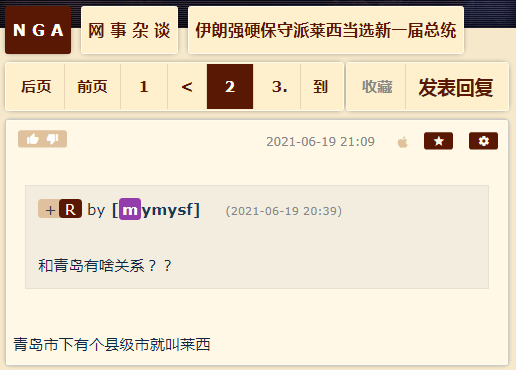 NGA 网事杂谈 伊朗强硬保守派莱西当选新一届总统
后页 前页 1 < 2 3. 到 收藏 发表回复
2021-06-19 21:09
+ R by [mymysf] (2021-06-19 20:39)
和青岛有啥关系？？
青岛市下有个县级市就叫莱西